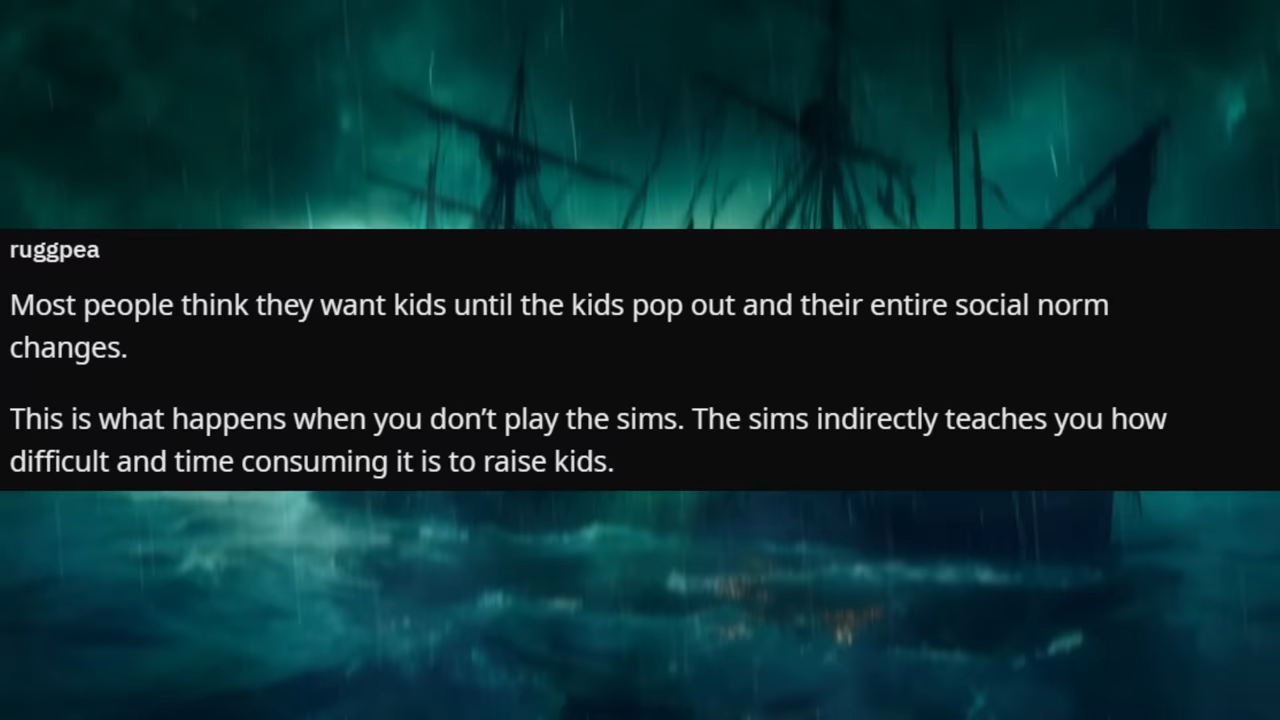 ruggpea
Most people think they want kids until the kids pop out and their entire social norm
changes.
This is what happens when you don’t play the sims. The sims indirectly teaches you how
difficult and time consuming it is to raise kids.